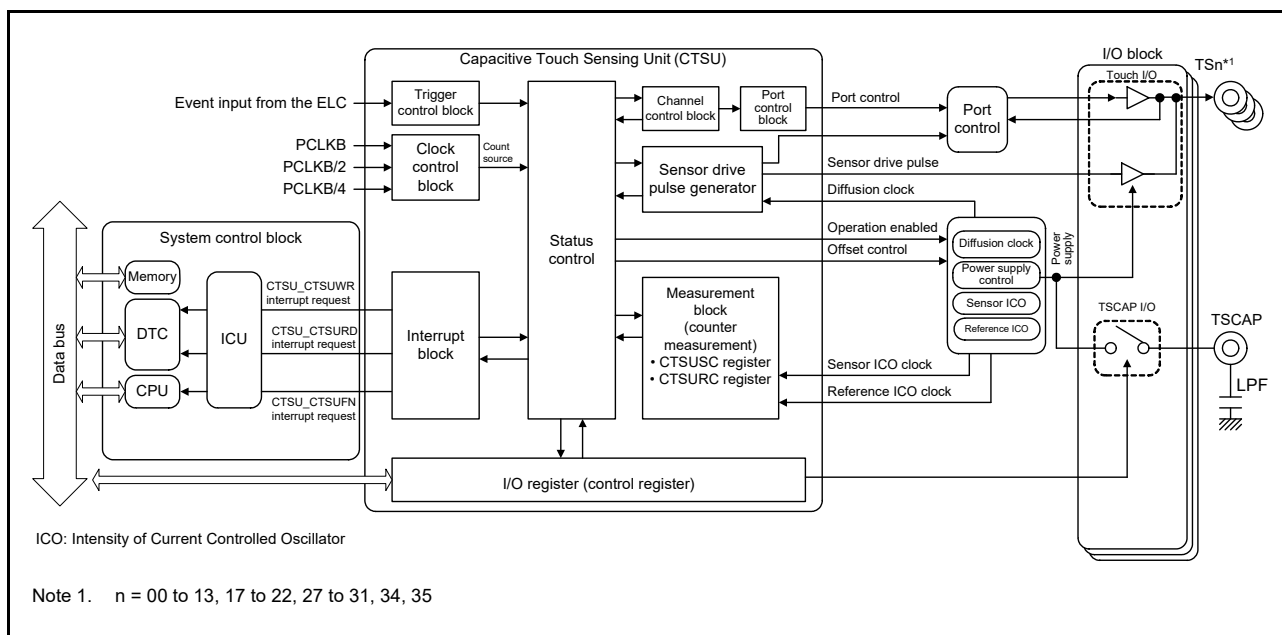 Capacitive Touch Sensing Unit (CTSU)
I/O block
TSn*1
Touch I/O
Event input from the ELC
Trigger
control block
Channel
control block
Port
control
block
Port control
Port
control
PCLKB
PCLKB/2
PCLKB/4
Clock
control
block
Count
source
Sensor drive
pulse generator
Sensor drive pulse
Diffusion clock
System control block
Status
control
Operation enabled
Offset control
Diffusion clock
Power supply
control
Sensor ICO
Reference ICO
Power
supply
Data bus
Memory
DTC
CPU
ICU
CTSU_CTSUWR
interrupt request
CTSU_CTSURD
interrupt request
CTSU_CTSUFN
interrupt request
Interrupt
block
Measurement
block
(counter
measurement)
• CTSUSC register
• CTSURC register
Sensor ICO clock
Reference ICO clock
TSCAP I/O
TSCAP
LPF
I/O register (control register)
ICO: Intensity of Current Controlled Oscillator
Note 1. n = 00 to 13, 17 to 22, 27 to 31, 34, 35